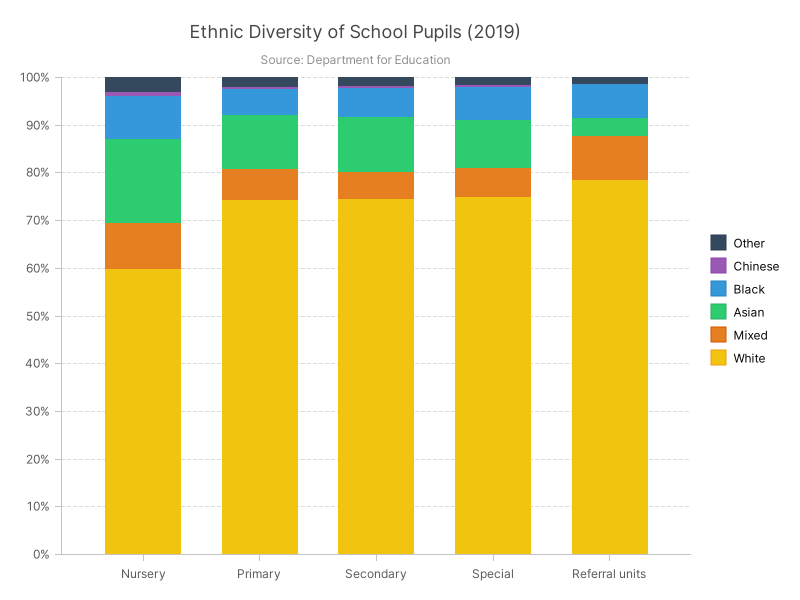 Ethnic Diversity of School Pupils (2019)
Source: Department for Education
100%
90%
80%
70%
60%
50%
40%
30%
20%
10%
0%
Nursery
Primary
Secondary
Special
Referral units
Other
Chinese
Black
Asian
Mixed
White